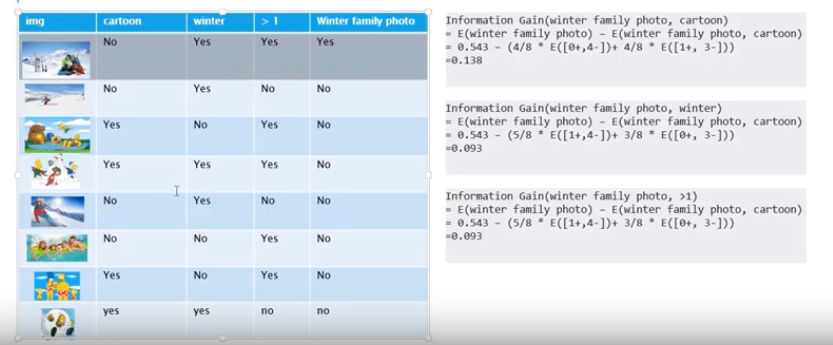 img cartoon winter > 1 Winter family photo
No Yes Yes Yes
No Yes No No
Yes No Yes No
Yes Yes Yes No
No Yes No No
No No Yes No
Yes No Yes No
yes yes no no
Information Gain(winter family photo, cartoon)
= E(winter family photo) – E(winter family photo, cartoon)
= 0.543 – (4/8 * E([0+,4-])+ 4/8 * E([1+, 3-]))
=0.138
Information Gain(winter family photo, winter)
= E(winter family photo) – E(winter family photo, cartoon)
= 0.543 – (5/8 * E([1+,4-])+ 3/8 * E([0+, 3-]))
=0.093
Information Gain(winter family photo, >1)
= E(winter family photo) – E(winter family photo, cartoon)
= 0.543 – (5/8 * E([1+,4-])+ 3/8 * E([0+, 3-]))
=0.093